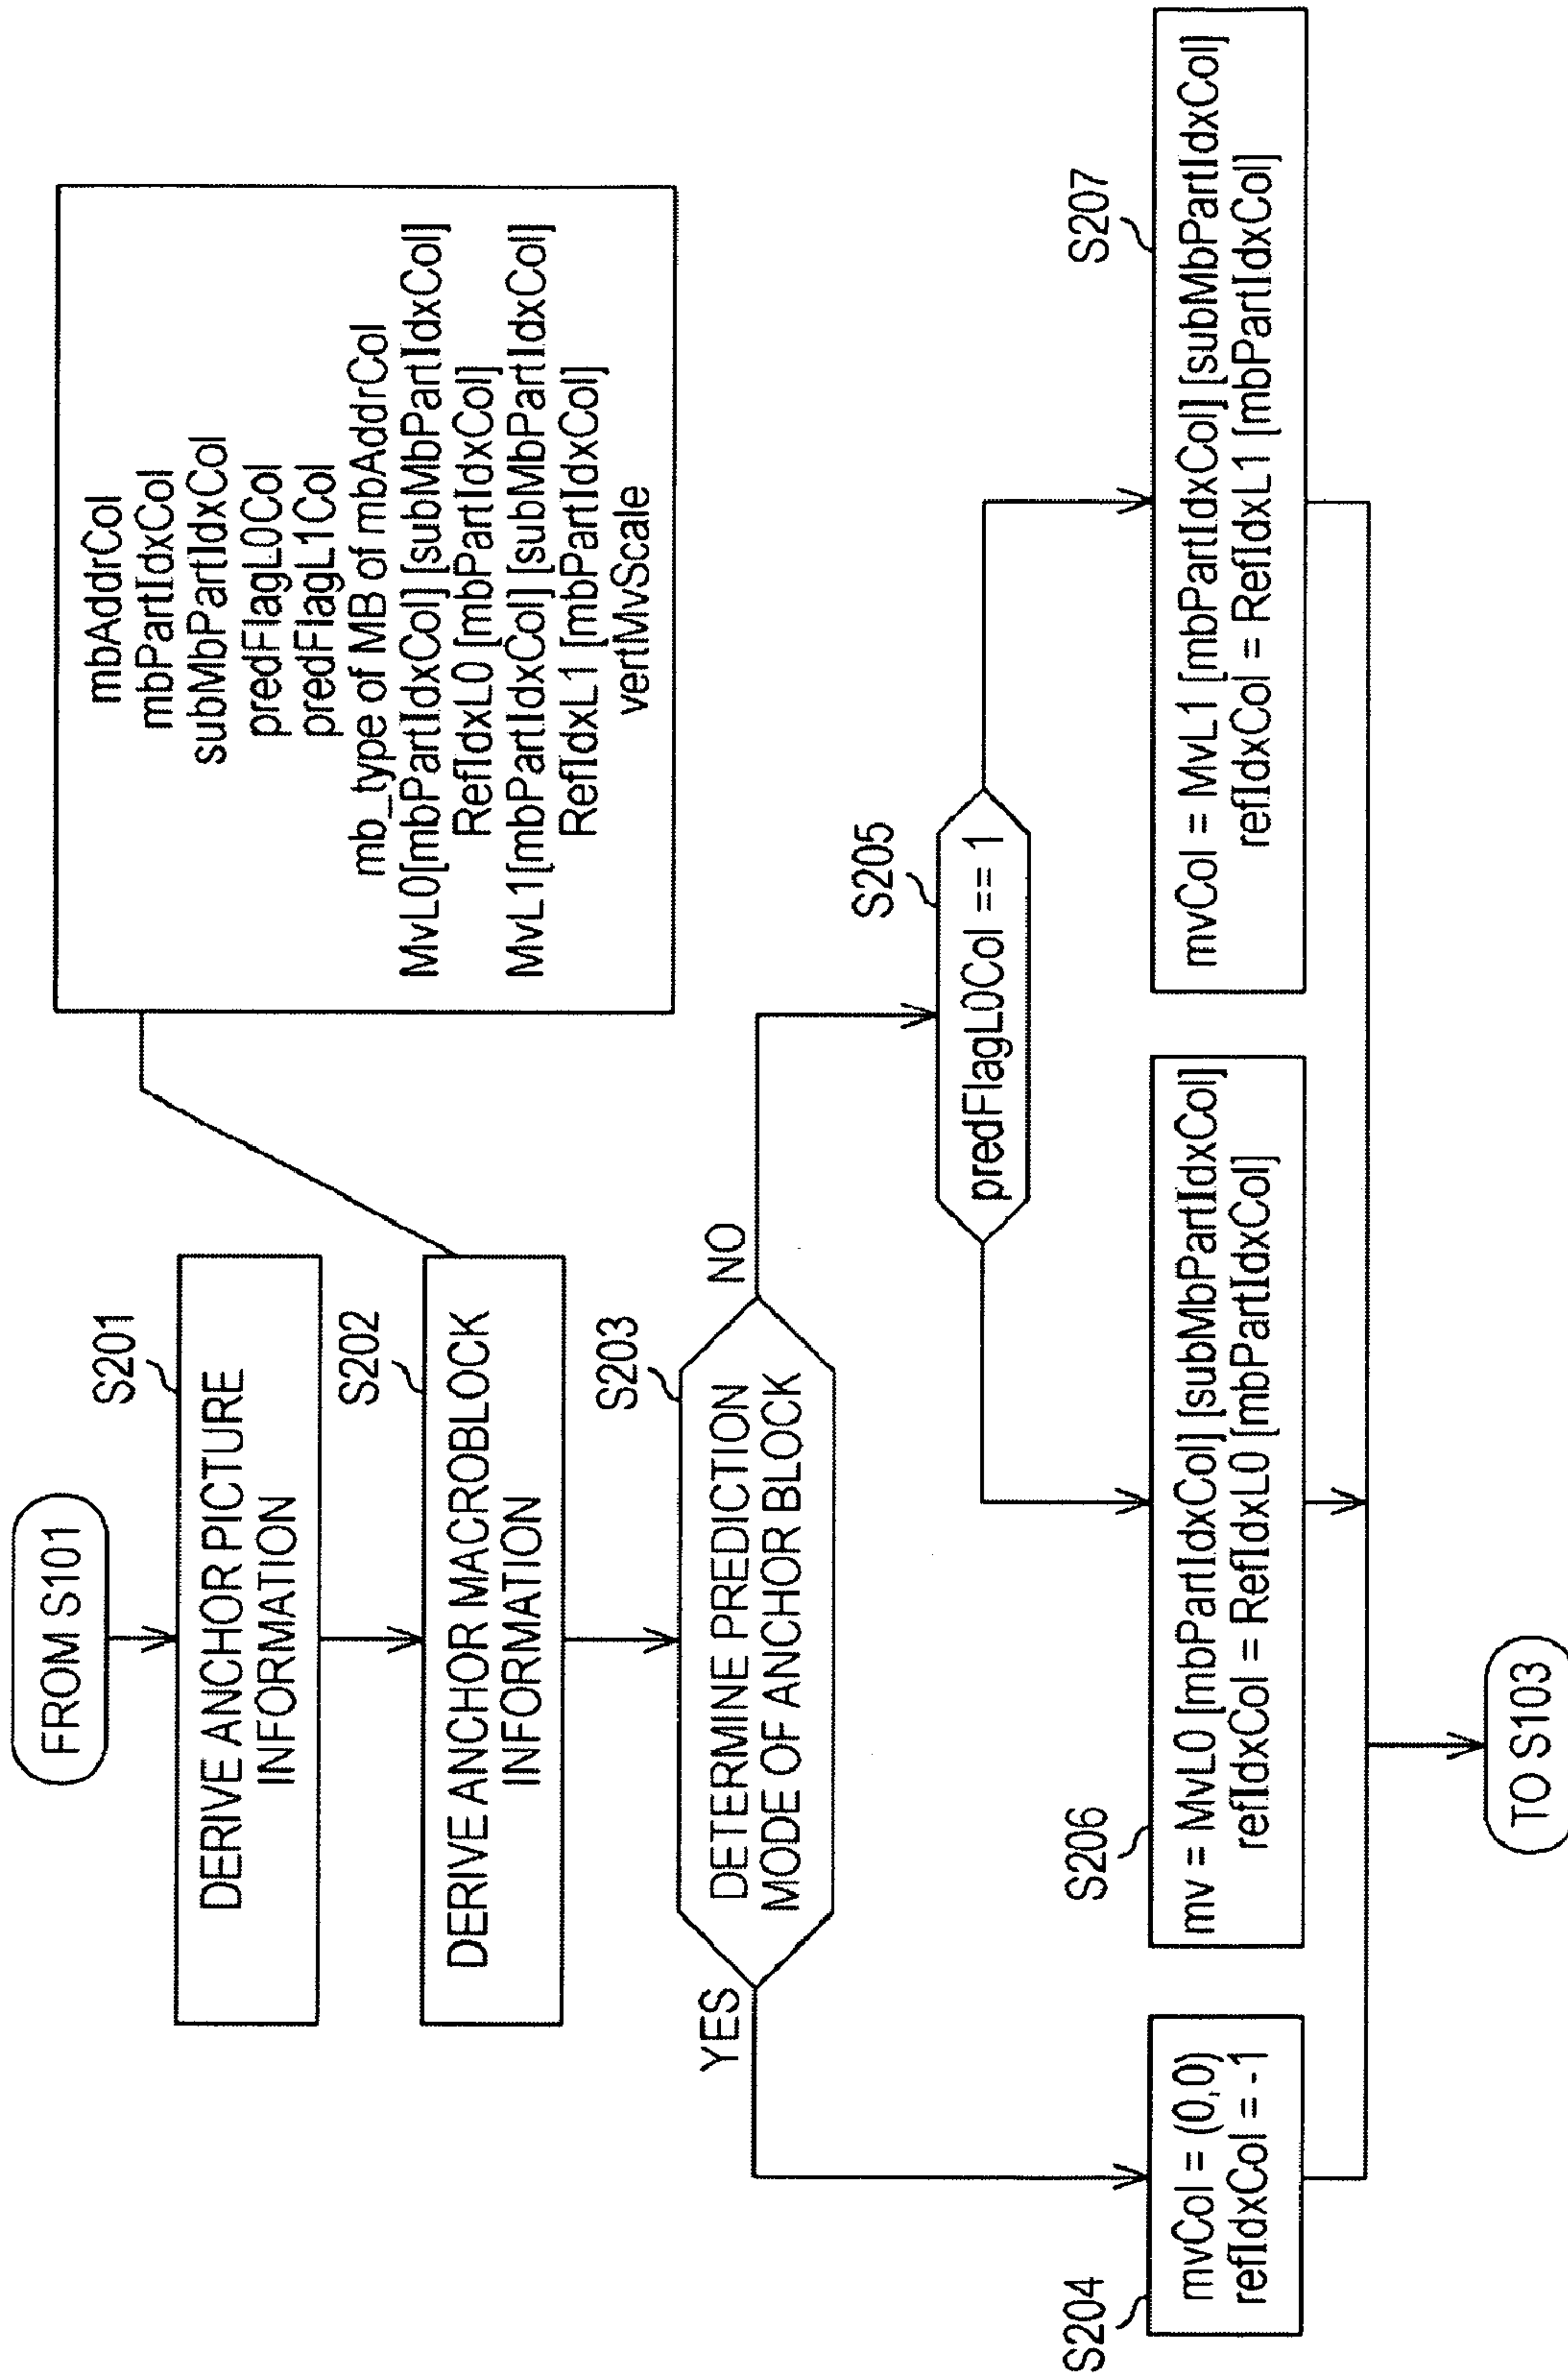 FROM S101
S201
DERIVE ANCHOR PICTURE
INFORMATION
S202
DERIVE ANCHOR MACROBLOCK
INFORMATION
mbAddrCol
mbPartIdxCol
subMbPartIdxCol
predFlagL0Col
predFlagL1Col
mb_type of MB of mbAddrCol
MvL0[mbPartIdxCol] [subMbPartIdxCol]
RefIdxL0 [mbPartIdxCol]
MvL1[mbPartIdxCol] [subMbPartIdxCol]
RefIdxL1 [mbPartIdxCol]
vertMvScale
S203
DETERMINE PREDICTION
MODE OF ANCHOR BLOCK
YES
NO
S204
mvCol = (0,0)
refIdxCol = -1
S205
predFlagL0Col == 1
S206
mv = MvL0 [mbPartIdxCol] [subMbPartIdxCol]
refIdxCol = RefIdxL0 [mbPartIdxCol]
S207
mvCol = MvL1 [mbPartIdxCol] [subMbPartIdxCol]
refIdxCol = RefIdxL1 [mbPartIdxCol]
TO S103